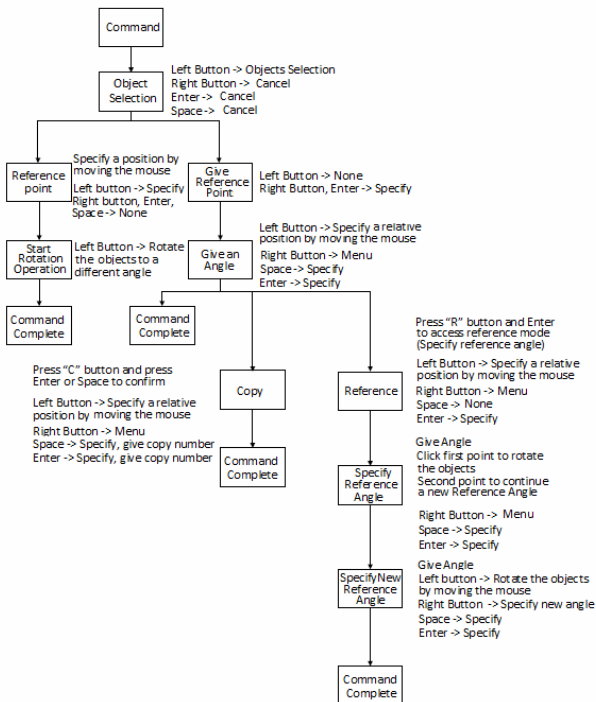 Command
Object
Selection
Left Button -> Objects Selection
Right Button -> Cancel
Enter -> Cancel
Space -> Cancel
Reference
point
Specify a position by
moving the mouse
Left button -> Specify
Right button, Enter,
Space -> None
Give
Reference
Point
Left Button -> None
Right Button, Enter -> Specify
Start
Rotation
Operation
Left Button -> Rotate
the objects to a
different angle
Give an
Angle
Left Button -> Specify a relative
position by moving the mouse
Right Button -> Menu
Space -> Specify
Enter -> Specify
Command
Complete
Command
Complete
Press "C" button and press
Enter or Space to confirm
Left Button -> Specify a relative
position by moving the mouse
Right Button -> Menu
Space -> Specify, give copy number
Enter -> Specify, give copy number
Copy
Command
Complete
Press "R" button and Enter
to access reference mode
(Specify reference angle)
Left Button -> Specify a relative
position by moving the mouse
Right Button -> Menu
Space -> None
Enter -> Specify
Reference
Specify
Reference
Angle
Give Angle
Click first point to rotate
the objects
Second point to continue
a new Reference Angle
Right Button -> Menu
Space -> Specify
Enter -> Specify
Specify New
Reference
Angle
Give Angle
Left button -> Rotate the objects
by moving the mouse
Right Button -> Specify new angle
Space -> Specify
Enter -> Specify
Command
Complete